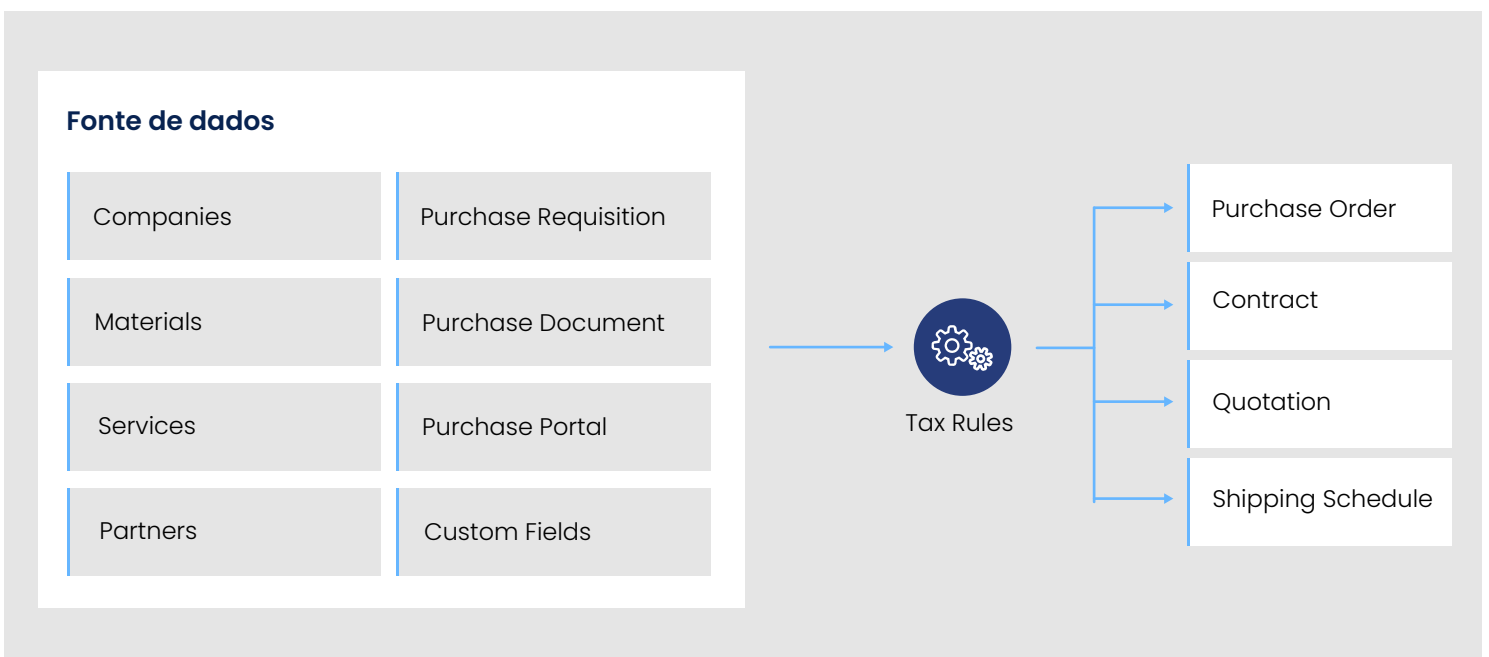 Fonte de dados
Companies
Purchase Requisition
Materials
Purchase Document
Services
Purchase Portal
Partners
Custom Fields
Tax Rules
Purchase Order
Contract
Quotation
Shipping Schedule